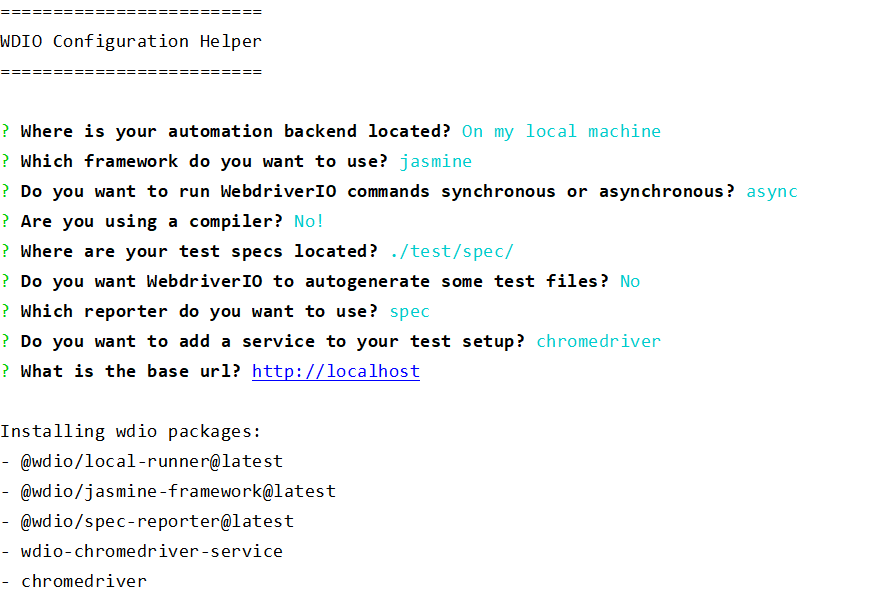 =========================
WDIO Configuration Helper
=========================
? Where is your automation backend located? On my local machine
? Which framework do you want to use? jasmine
? Do you want to run WebdriverIO commands synchronous or asynchronous? async
? Are you using a compiler? No!
? Where are your test specs located? ./test/spec/
? Do you want WebdriverIO to autogenerate some test files? No
? Which reporter do you want to use? spec
? Do you want to add a service to your test setup? chromedriver
? What is the base url? http://localhost
Installing wdio packages:
- @wdio/local-runner@latest
- @wdio/jasmine-framework@latest
- @wdio/spec-reporter@latest
- wdio-chromedriver-service
- chromedriver